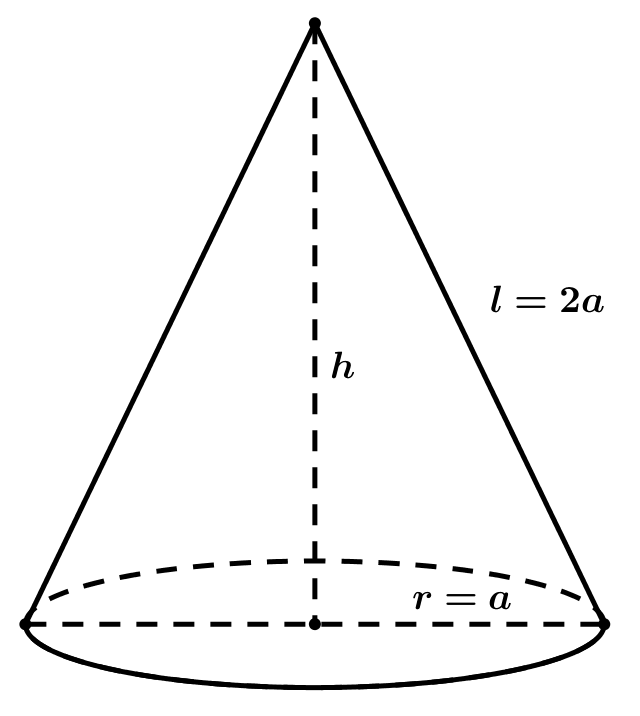 l = 2a
h
r = a